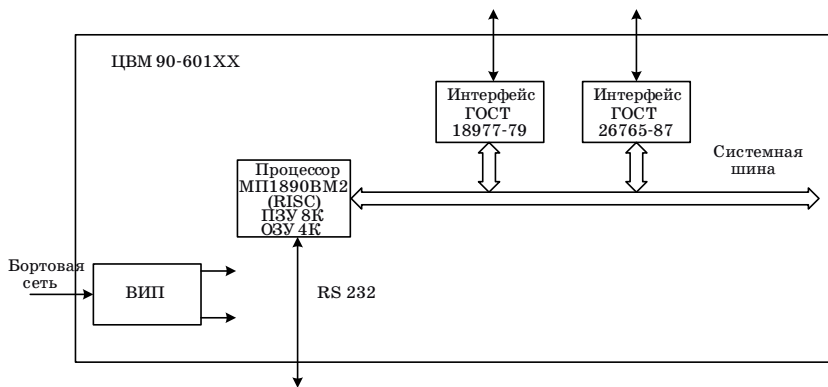 ЦВМ 90-601ХХ
Интерфейс
ГОСТ
18977-79
Интерфейс
ГОСТ
26765-87
Системная
шина
Процессор
МП1890ВМ2
(RISC)
ПЗУ 8К
ОЗУ 4К
Бортовая
сеть
ВИП
RS 232